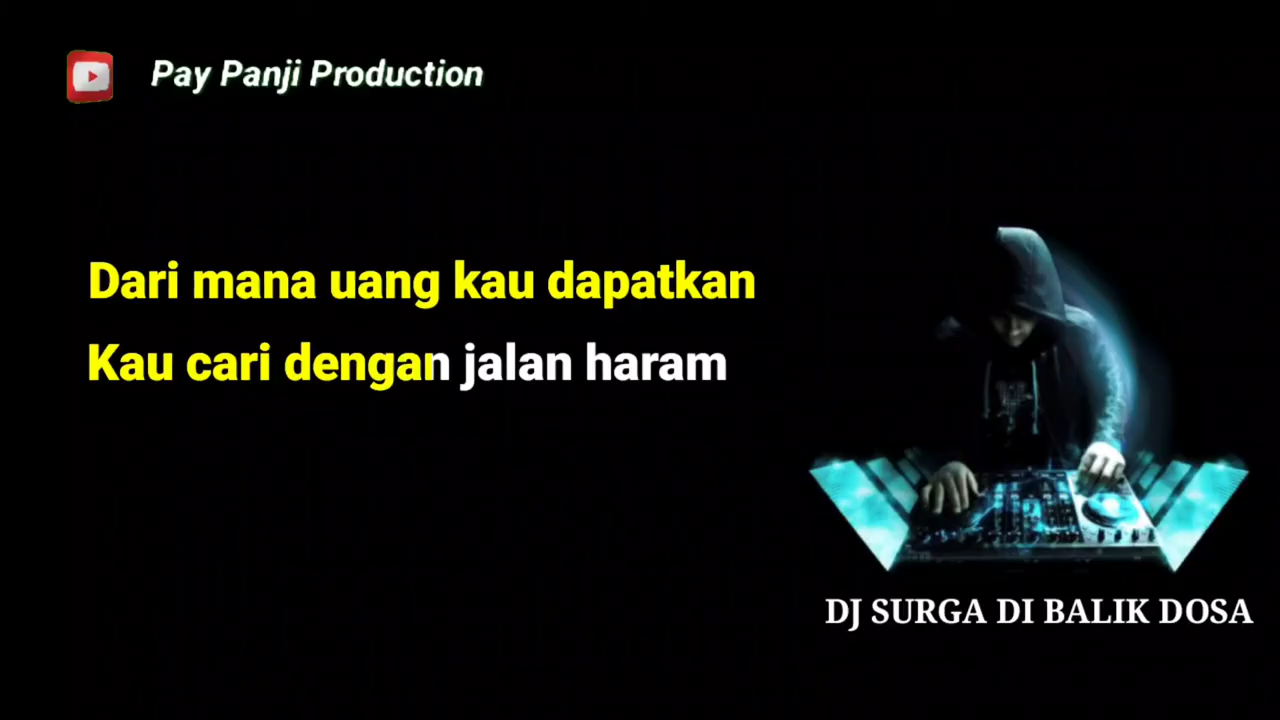 Pay Panji Production
Dari mana uang kau dapatkan
Kau cari dengan jalan haram
DJ SURGA DI BALIK DOSA